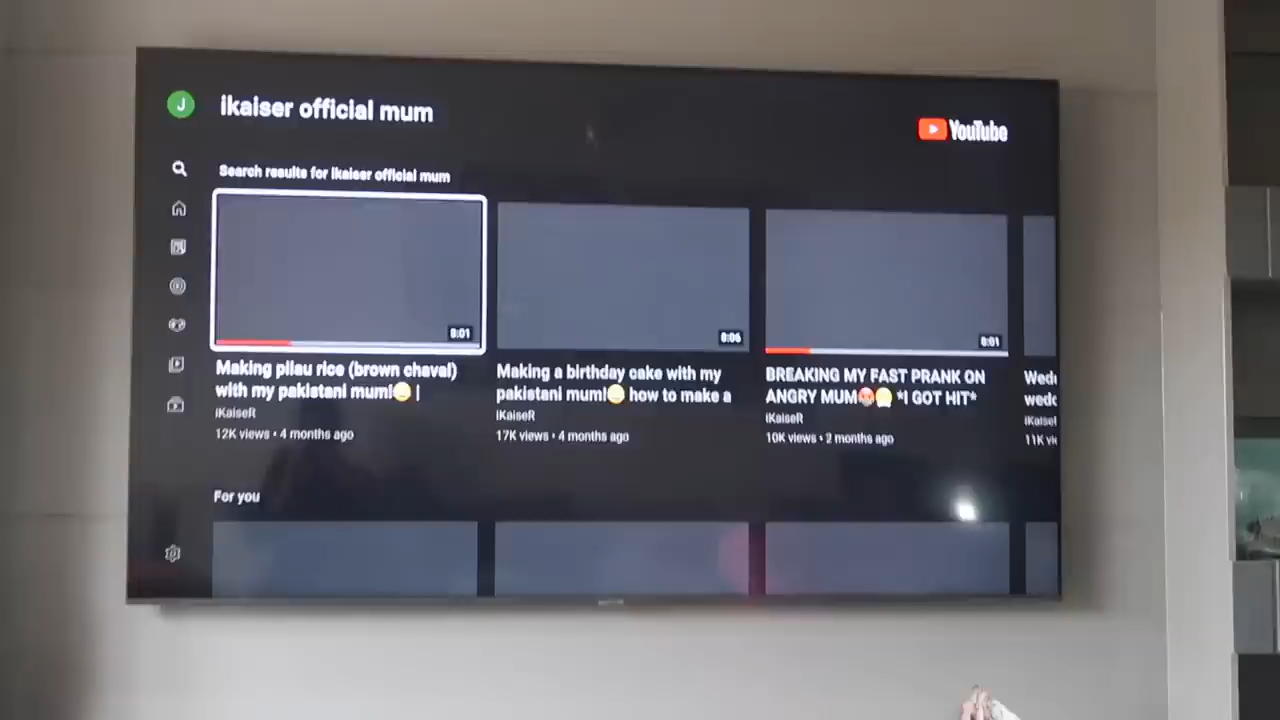 J
ikaiser official mum
YouTube
Search results for ikaiser official mum
8:01
8:06
8:01
Making pilau rice (brown chaval)
with my pakistani mum!😄 |
iKaiseR
12K views • 4 months ago
Making a birthday cake with my
pakistani mum!😄 how to make a
iKaiseR
17K views • 4 months ago
BREAKING MY FAST PRANK ON
ANGRY MUM😡😄 *I GOT HIT*
iKaiseR
10K views • 2 months ago
iKaiseR
11K
For you